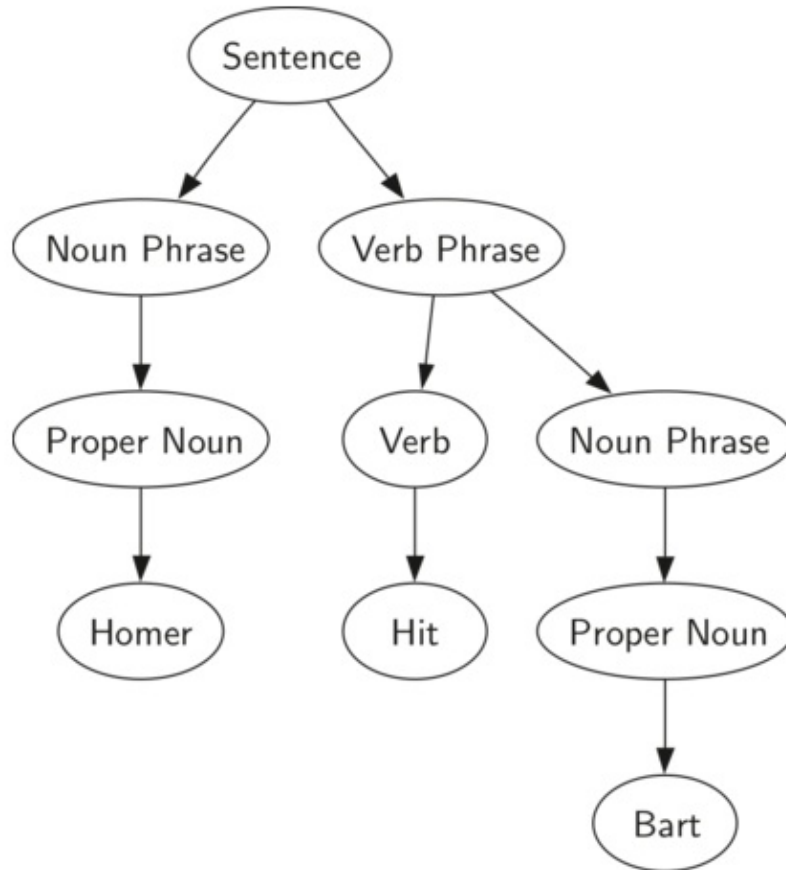 Sentence
Noun Phrase
Verb Phrase
Proper Noun
Verb
Noun Phrase
Homer
Hit
Proper Noun
Bart